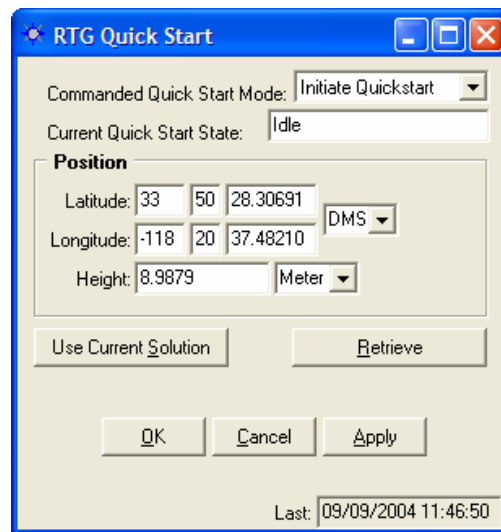 RTG Quick Start
Commanded Quick Start Mode: Initiate Quickstart
Current Quick Start State: Idle
Position
Latitude: 33 50 28.30691
DMS
Longitude: -118 20 37.48210
Height: 8.9879 Meter
Use Current Solution Retrieve
OK Cancel Apply
Last: 09/09/2004 11:46:50